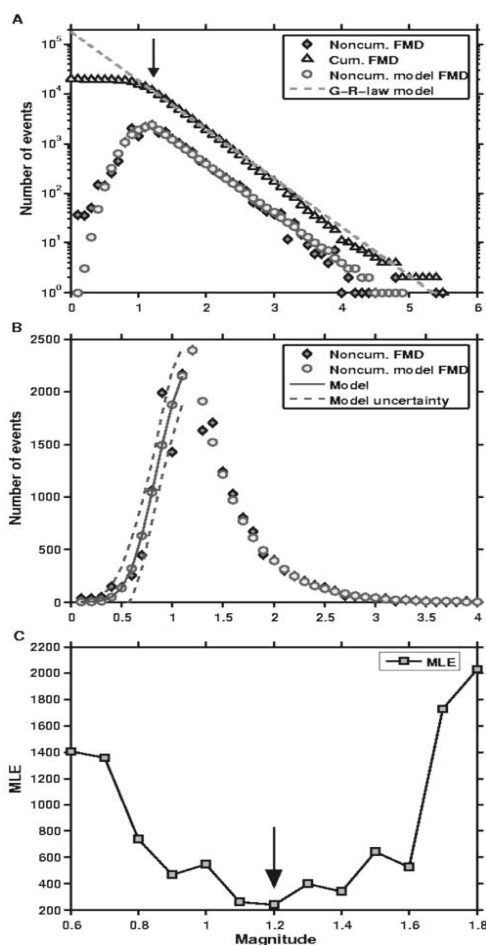 A
10^5
10^4
10^3
10^2
10^1
10^0
Number of events
Noncum. FMD
Cum. FMD
Noncum. model FMD
G–R–law model
0 1 2 3 4 5 6
B
2500
2000
1500
1000
500
0
Number of events
Noncum. FMD
Noncum. model FMD
Model
Model uncertainty
0 0.5 1 1.5 2 2.5 3 3.5 4
C
2200
2000
1800
1600
1400
1200
1000
800
600
400
200
MLE
MLE
0.6 0.8 1 1.2 1.4 1.6 1.8
Magnitude